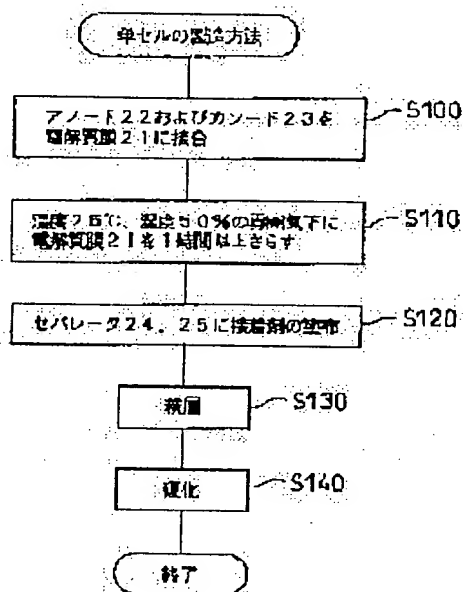 単セルの製造方法
アノード22およびカソード23を
電解質膜21に接合
S100
温度25℃、湿度50%の雰囲気下に
電解質膜21を1時間以上さらす
S110
セパレータ24,25に接着剤の塗布
S120
積層
S130
硬化
S140
終了